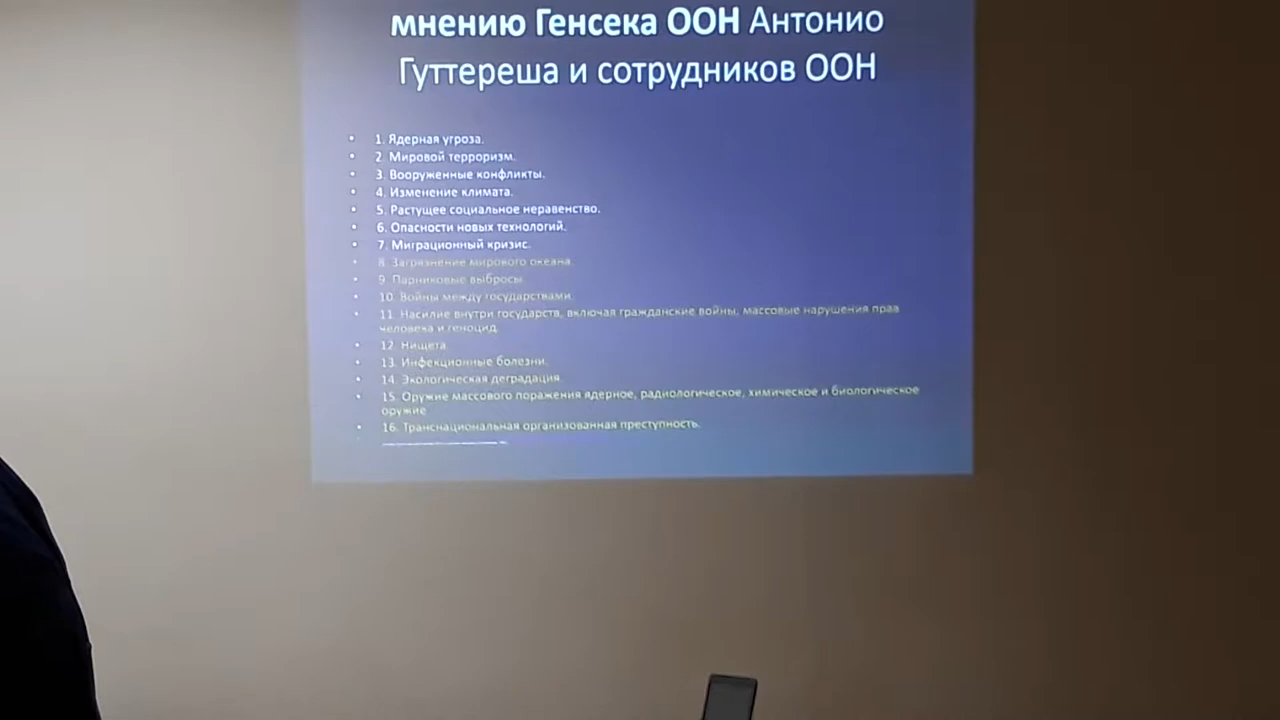 мнению Генсека ООН Антонио
Гуттереша и сотрудников ООН
• 1. Ядерная угроза.
• 2. Мировой терроризм.
• 3. Вооруженные конфликты.
• 4. Изменение климата.
• 5. Растущее социальное неравенство.
• 6. Опасности новых технологий.
• 7. Миграционный кризис.
• 8. Загрязнение мирового океана.
• 9. Парниковые выбросы.
• 10. Войны между государствами.
• 11. Насилие внутри государств, включая гражданские войны, массовые нарушения прав
человека и геноцид.
• 12. Нищета.
• 13. Инфекционные болезни.
• 14. Экологическая деградация.
• 15. Оружие массового поражения ядерное, радиологическое, химическое и биологическое
оружие.
• 16. Транснациональная организованная преступность.